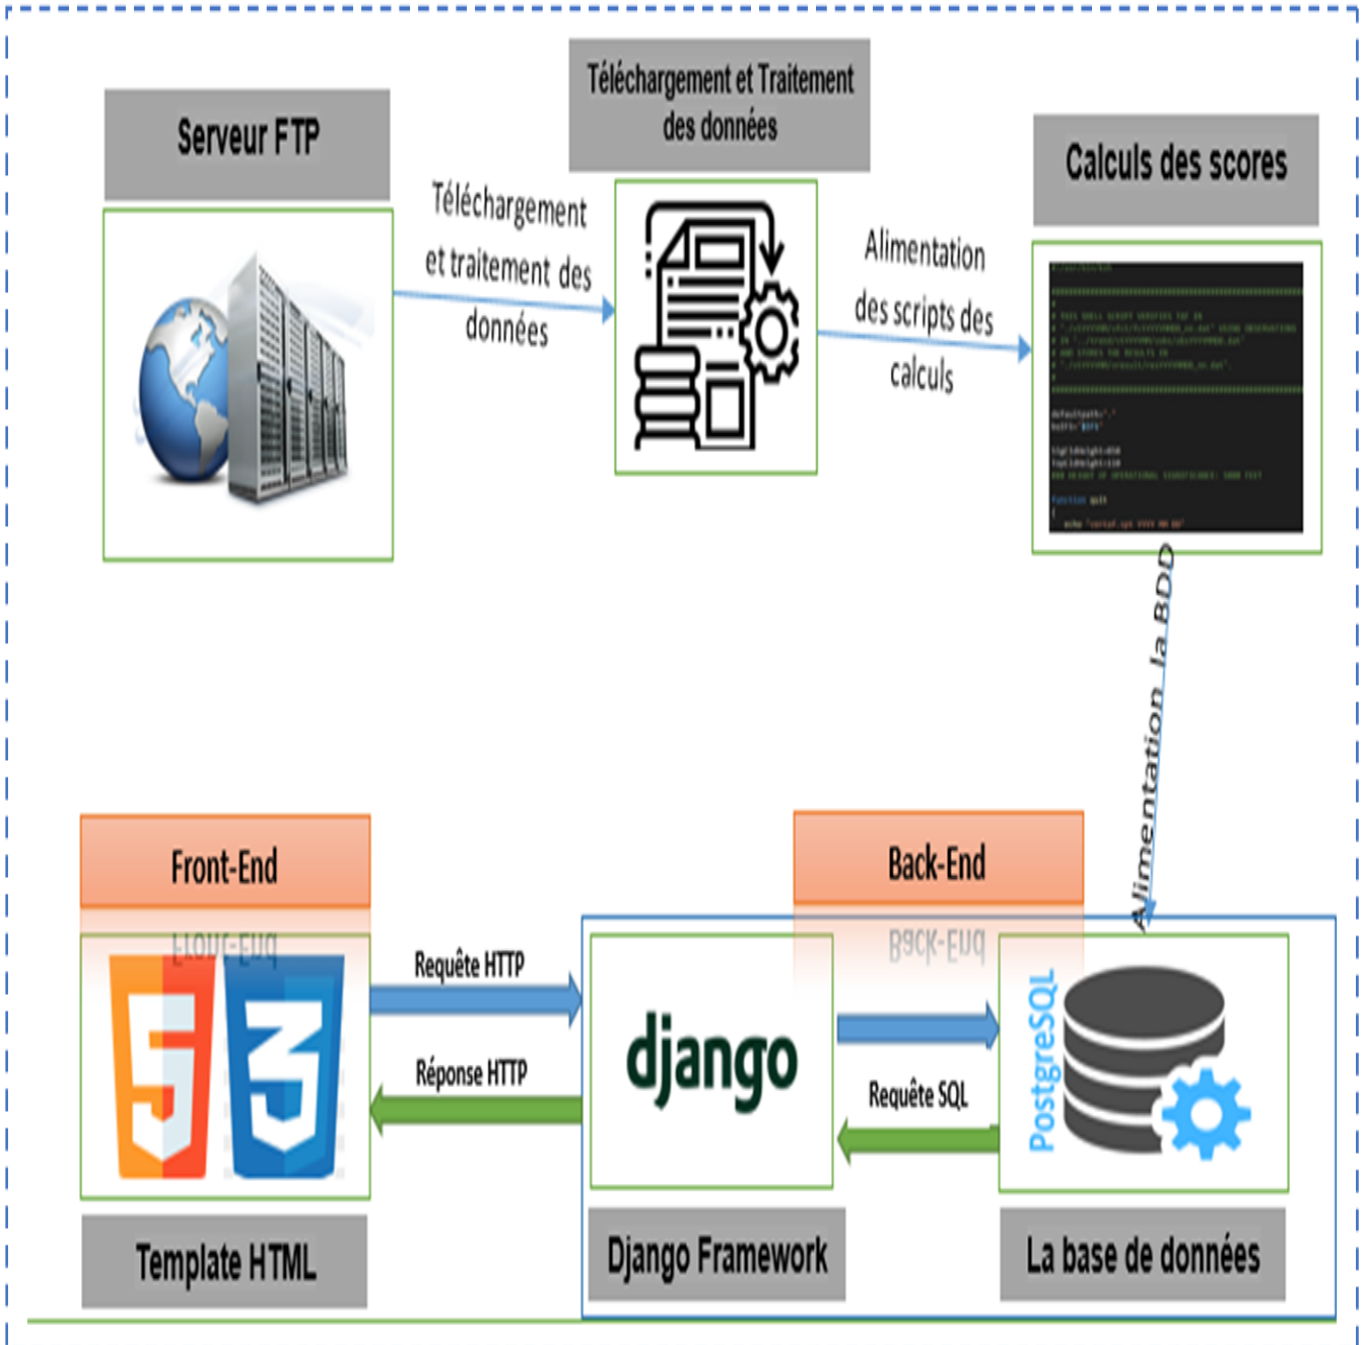 Téléchargement et Traitement
des données
Serveur FTP
Calculs des scores
Téléchargement
et traitement des
données
Alimentation
des scripts des
calculs
function quit
Alimentation la BDD
Front-End
Back-End
Requête HTTP
Réponse HTTP
django
Requête SQL
PostgreSQL
Template HTML
Django Framework
La base de données